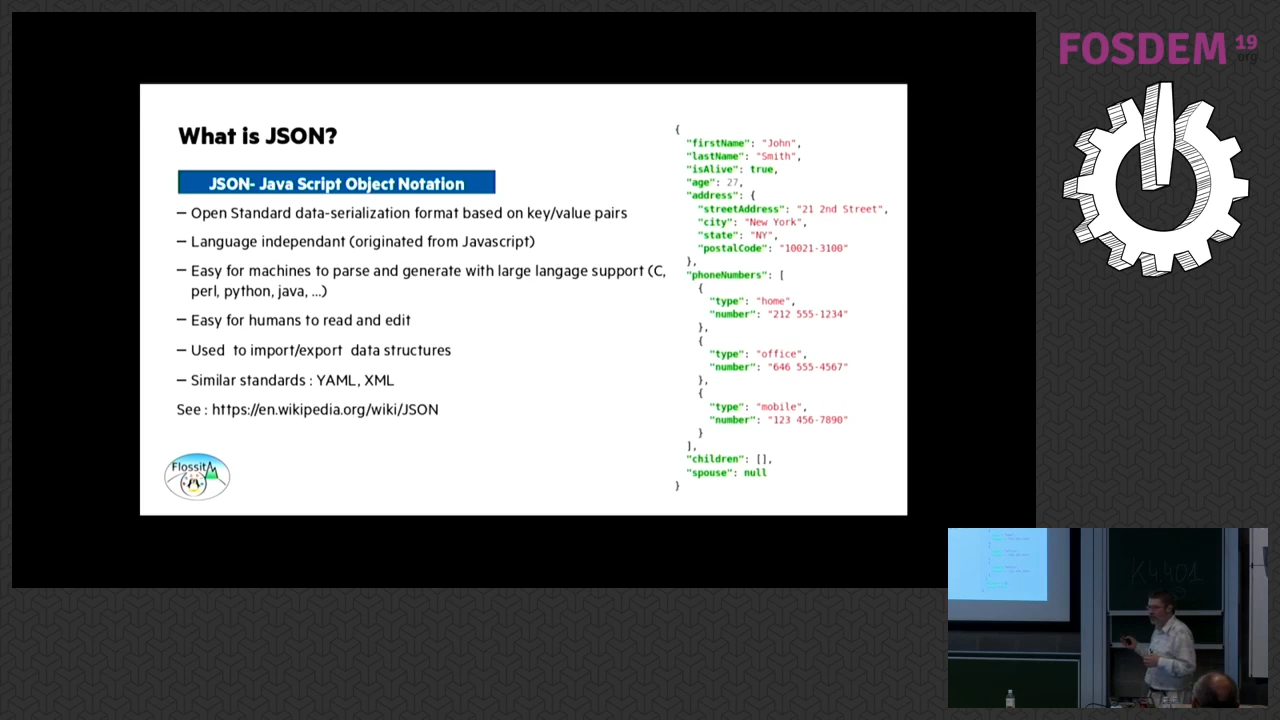 What is JSON?
JSON- Java Script Object Notation
– Open Standard data-serialization format based on key/value pairs
– Language independant (originated from Javascript)
– Easy for machines to parse and generate with large langage support (C,
perl, python, java, ...)
– Easy for humans to read and edit
– Used  to import/export  data structures
– Similar standards : YAML, XML
See : https://en.wikipedia.org/wiki/JSON
Flossita
{
"firstName": "John",
"lastName": "Smith",
"isAlive": true,
"age": 27,
"address": {
"streetAddress": "21 2nd Street",
"city": "New York",
"state": "NY",
"postalCode": "10021-3100"
},
"phoneNumbers": [
{
"type": "home",
"number": "212 555-1234"
},
{
"type": "office",
"number": "646 555-4567"
},
{
"type": "mobile",
"number": "123 456-7890"
}
],
"children": [],
"spouse": null
}
FOSDEM 19
.org
K4.401